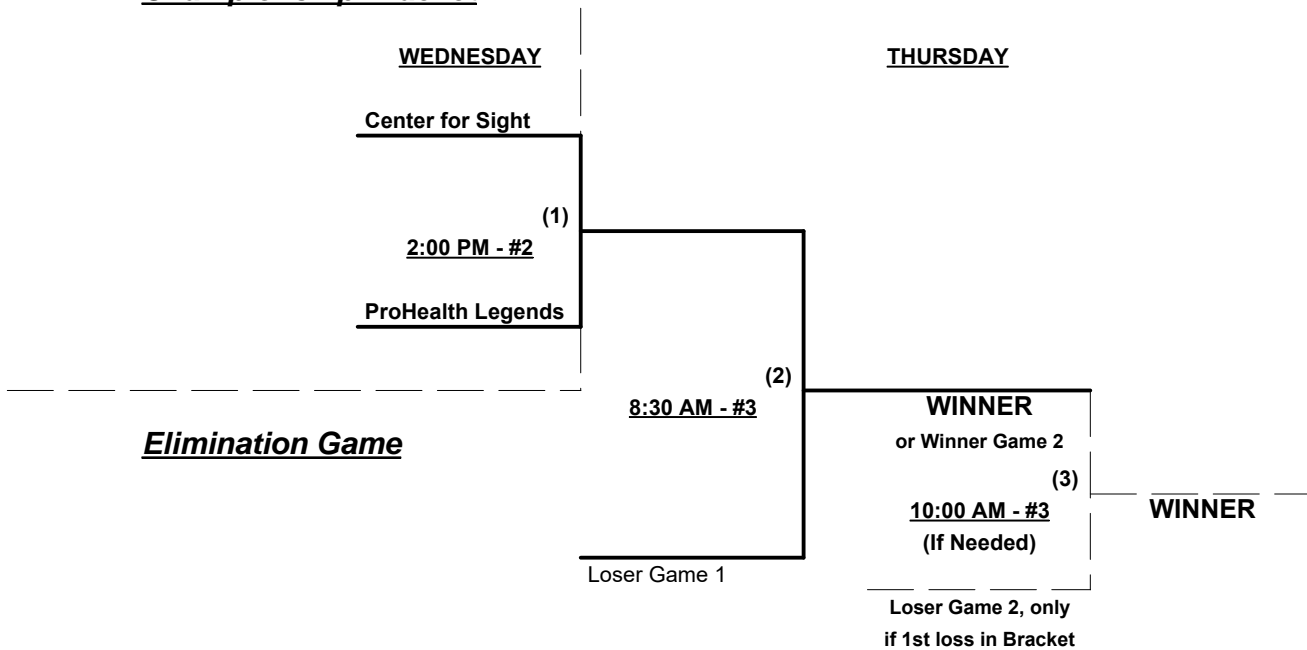 WEDNESDAY
THURSDAY
Center for Sight
(1)
2:00 PM - #2
ProHealth Legends
(2)
8:30 AM - #3
WINNER
or Winner Game 2
Elimination Game
(3)
10:00 AM - #3
WINNER
(If Needed)
Loser Game 1
Loser Game 2, only
if 1st loss in Bracket